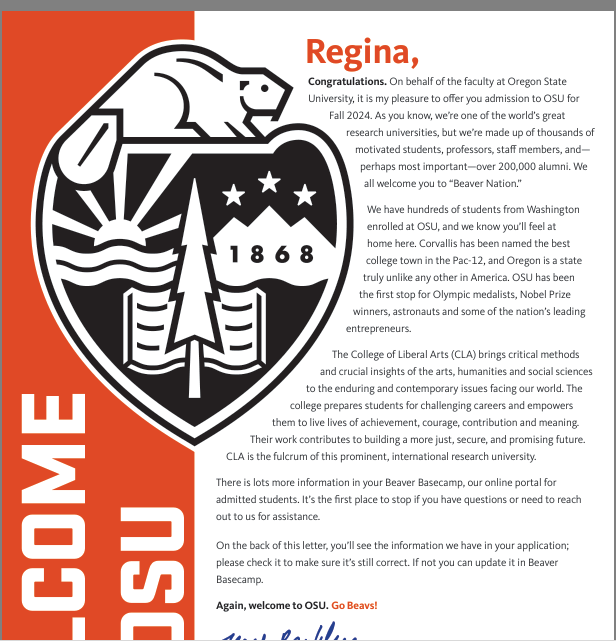 Regina,
Congratulations. On behalf of the faculty at Oregon State
University, it is my pleasure to offer you admission to OSU for
Fall 2024. As you know, we're one of the world's great
research universities, but we're made up of thousands of
motivated students, professors, staff members, and—
perhaps most important—over 200,000 alumni. We
all welcome you to “Beaver Nation.”
We have hundreds of students from Washington
enrolled at OSU, and we know you'll feel at
home here. Corvallis has been named the best
college town in the Pac-12, and Oregon is a state
truly unlike any other in America. OSU has been
the first stop for Olympic medalists, Nobel Prize
winners, astronauts and some of the nation's leading
entrepreneurs.
The College of Liberal Arts (CLA) brings critical methods
and crucial insights of the arts, humanities and social sciences
to the enduring and contemporary issues facing our world. The
college prepares students for challenging careers and empowers
them to live lives of achievement, courage, contribution and meaning.
Their work contributes to building a more just, secure, and promising future.
CLA is the fulcrum of this prominent, international research university.
There is lots more information in your Beaver Basecamp, our online portal for
admitted students. It's the first place to stop if you have questions or need to reach
out to us for assistance.
On the back of this letter, you'll see the information we have in your application;
please check it to make sure it's still correct. If not you can update it in Beaver
Basecamp.
Again, welcome to OSU. Go Beavs!
1868
COME
OSU